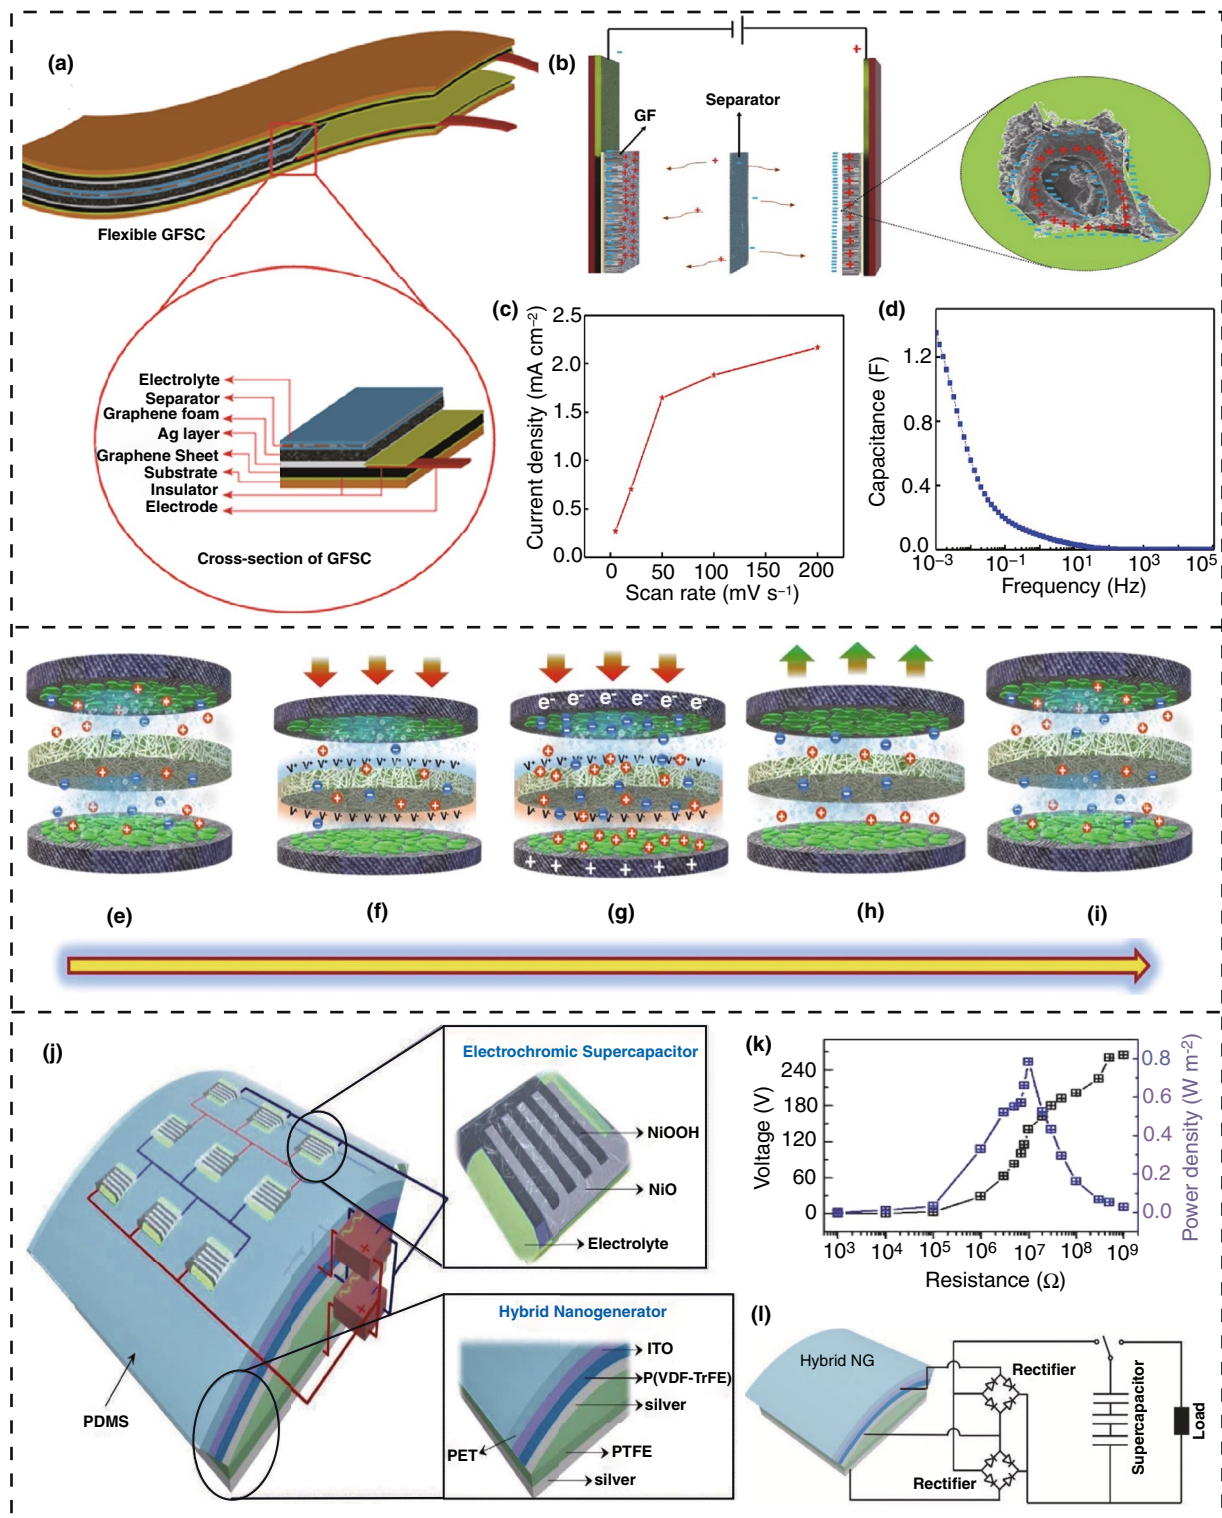 (a)
Flexible GFSC
Electrolyte
Separator
Graphene foam
Ag layer
Graphene Sheet
Substrate
Insulator
Electrode
Cross-section of GFSC
(b)
-
+
GF
Separator
(c)
Current density (mA cm⁻²)
2.5
2.0
1.5
1.0
0.5
0.0
0 50 100 150 200
Scan rate (mV s⁻¹)
(d)
Capacitance (F)
1.2
0.8
0.4
0.0
10⁻³ 10⁻¹ 10¹ 10³ 10⁵
Frequency (Hz)
e⁻ e⁻ e⁻ e⁻ e⁻ e⁻
+ + + + + +
(e)
(f)
(g)
(h)
(i)
(j)
PDMS
Electrochromic Supercapacitor
NiOOH
NiO
Electrolyte
Hybrid Nanogenerator
ITO
P(VDF-TrFE)
silver
PET
PTFE
silver
(k)
Voltage (V)
240
180
120
60
0
Power density (W m⁻²)
0.8
0.6
0.4
0.2
0.0
10³ 10⁴ 10⁵ 10⁶ 10⁷ 10⁸ 10⁹
Resistance (Ω)
(l)
Hybrid NG
Rectifier
Rectifier
Supercapacitor
Load